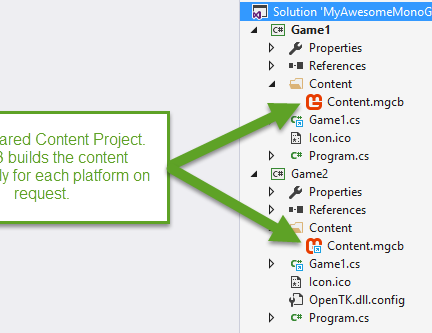 Solution 'MyAwesomeMonoG
Game1
Properties
References
Content
Content.mgcb
Game1.cs
Icon.ico
Program.cs
Game2
Properties
References
Content
Content.mgcb
Game1.cs
Icon.ico
OpenTK.dll.config
Program.cs
ared Content Project.
builds the content
for each platform on
request.